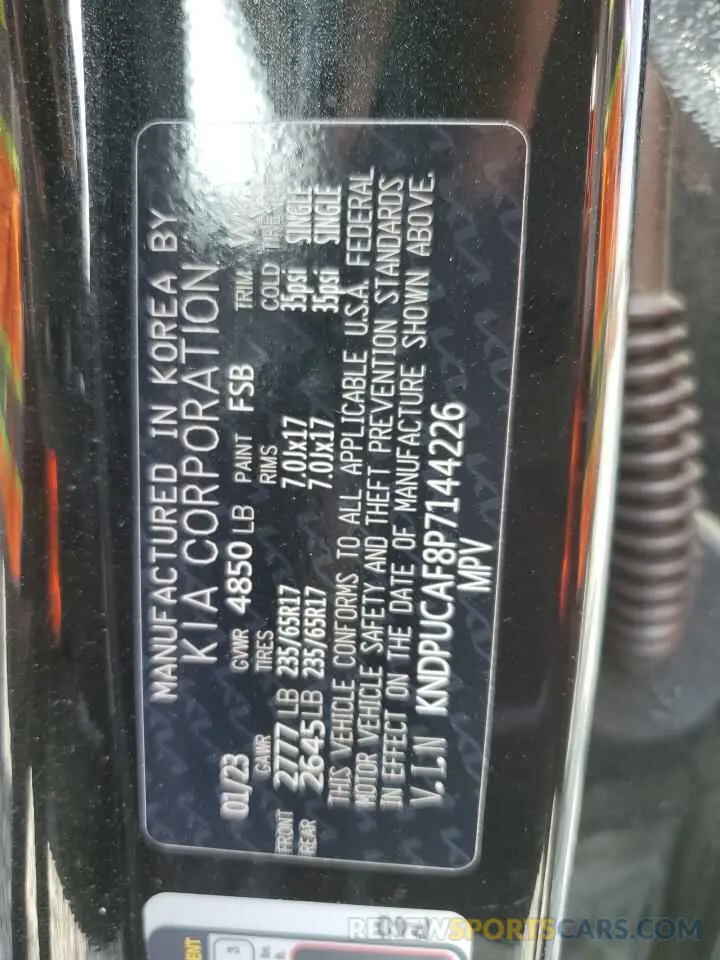 MANUFACTURED IN KOREA BY
KIA CORPORATION
01/23 GVWR 4850 LB PAINT FSB TRIM
GAWR TIRES RIMS COLD
FRONT 2777 LB 235/65R17 7.0Jx17 35psi SINGLE
REAR 2645 LB 235/65R17 7.0Jx17 35psi SINGLE
THIS VEHICLE CONFORMS TO ALL APPLICABLE U.S.A FEDERAL
MOTOR VEHICLE SAFETY AND THEFT PREVENTION STANDARDS
IN EFFECT ON THE DATE OF MANUFACTURE SHOWN ABOVE.
V.I.N KNDPUCAF8P7144226
MPV
RENEWSPORTSCARS.COM